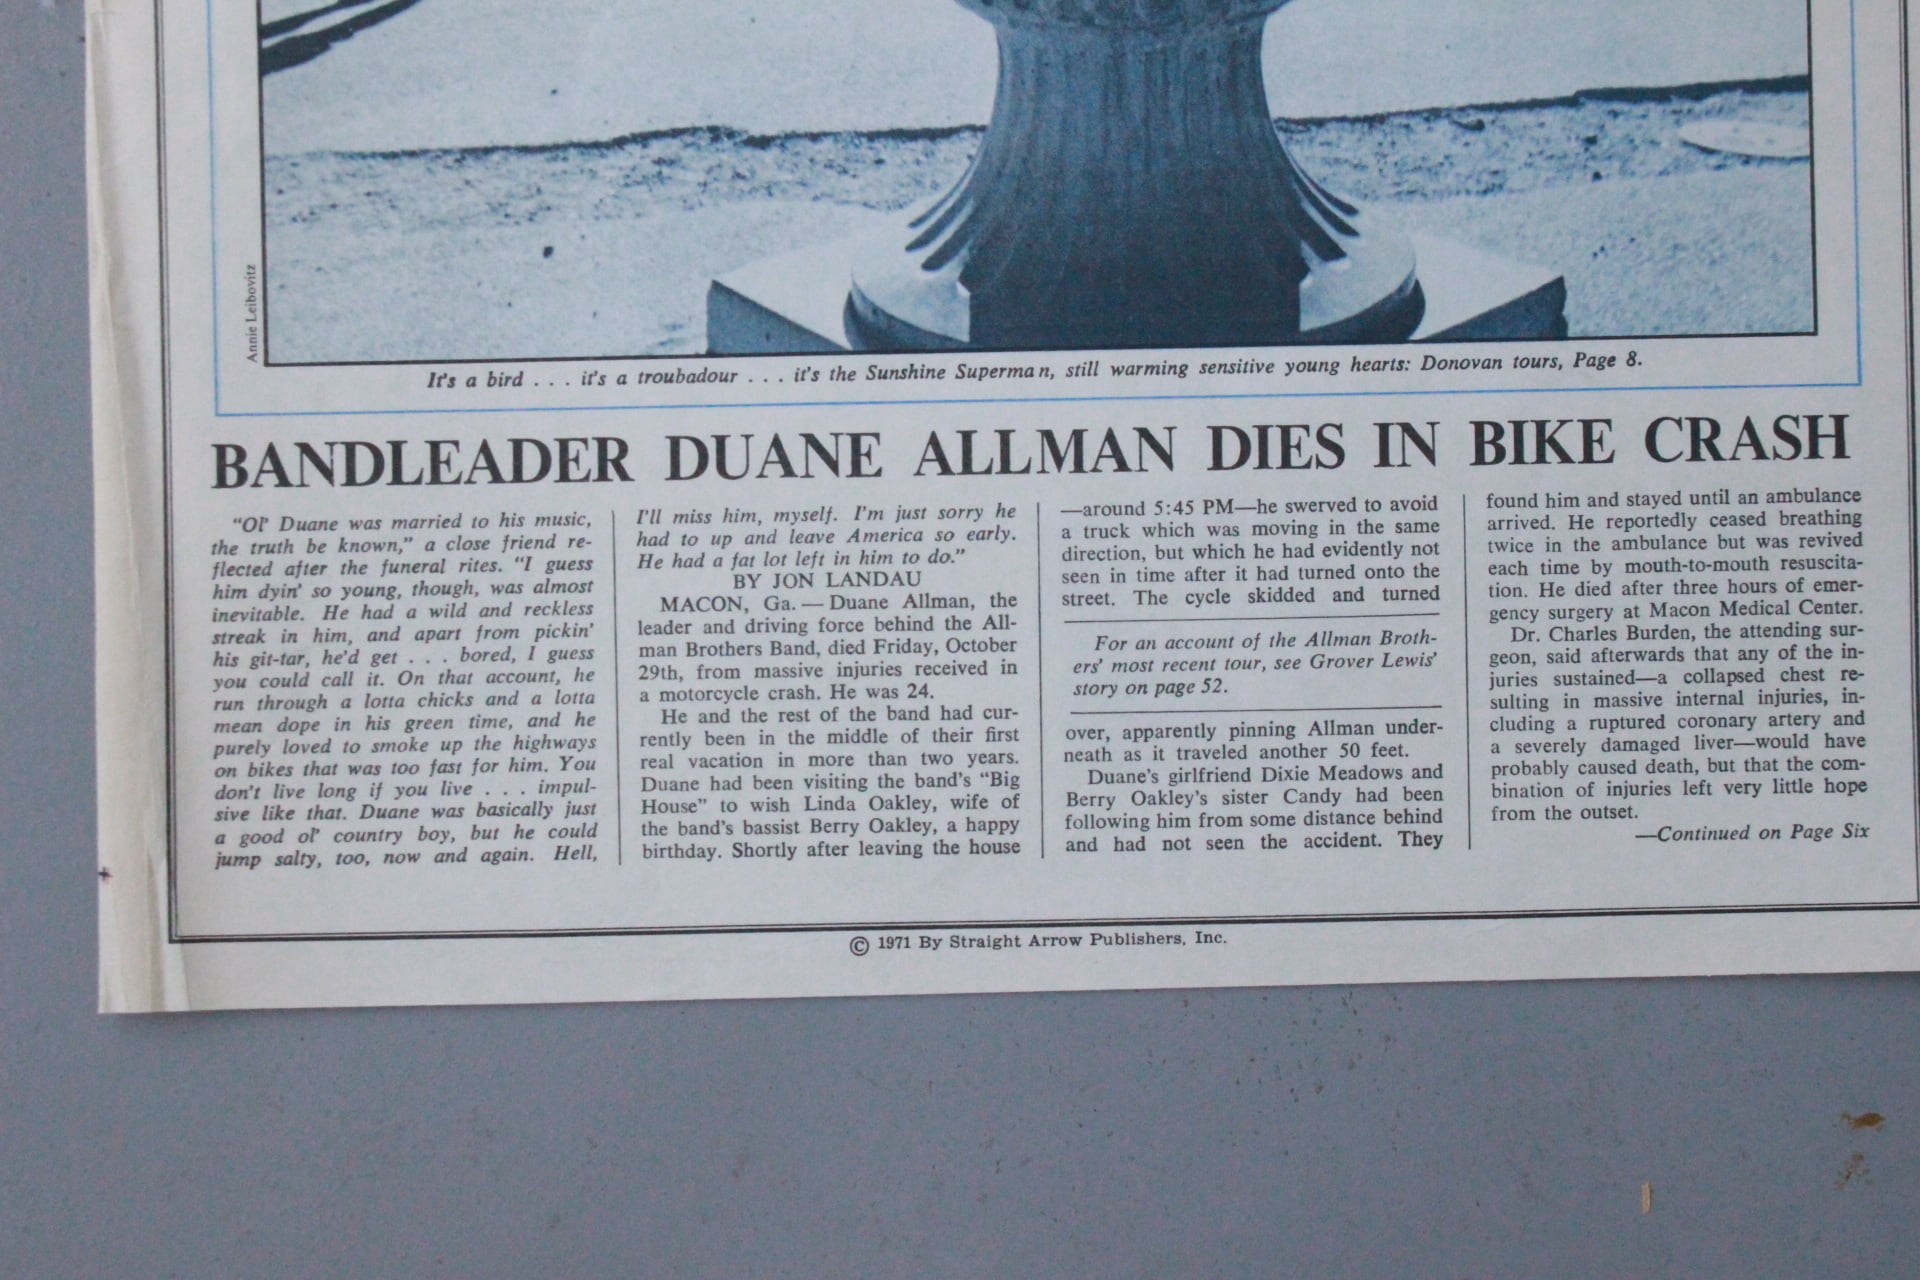 Annie Leibovitz
It's a bird . . . it's a troubadour . . . it's the Sunshine Superman, still warming sensitive young hearts: Donovan tours, Page 8.
BANDLEADER DUANE ALLMAN DIES IN BIKE CRASH
"Ol' Duane was married to his music,
the truth be known," a close friend re-
flected after the funeral rites. "I guess
him dyin' so young, though, was almost
inevitable. He had a wild and reckless
streak in him, and apart from pickin'
his git-tar, he'd get . . . bored, I guess
you could call it. On that account, he
run through a lotta chicks and a lotta
mean dope in his green time, and he
purely loved to smoke up the highways
on bikes that was too fast for him. You
don't live long if you live . . . impul-
sive like that. Duane was basically just
a good ol' country boy, but he could
jump salty, too, now and again. Hell,
I'll miss him, myself. I'm just sorry he
had to up and leave America so early.
He had a fat lot left in him to do."
BY JON LANDAU
MACON, Ga. — Duane Allman, the
leader and driving force behind the All-
man Brothers Band, died Friday, October
29th, from massive injuries received in
a motorcycle crash. He was 24.
He and the rest of the band had cur-
rently been in the middle of their first
real vacation in more than two years.
Duane had been visiting the band's "Big
House" to wish Linda Oakley, wife of
the band's bassist Berry Oakley, a happy
birthday. Shortly after leaving the house
—around 5:45 PM—he swerved to avoid
a truck which was moving in the same
direction, but which he had evidently not
seen in time after it had turned onto the
street. The cycle skidded and turned
For an account of the Allman Broth-
ers' most recent tour, see Grover Lewis'
story on page 52.
over, apparently pinning Allman under-
neath as it traveled another 50 feet.
Duane's girlfriend Dixie Meadows and
Berry Oakley's sister Candy had been
following him from some distance behind
and had not seen the accident. They
found him and stayed until an ambulance
arrived. He reportedly ceased breathing
twice in the ambulance but was revived
each time by mouth-to-mouth resuscita-
tion. He died after three hours of emer-
gency surgery at Macon Medical Center.
Dr. Charles Burden, the attending sur-
geon, said afterwards that any of the in-
juries sustained—a collapsed chest re-
sulting in massive internal injuries, in-
cluding a ruptured coronary artery and
a severely damaged liver—would have
probably caused death, but that the com-
bination of injuries left very little hope
from the outset.
—Continued on Page Six
© 1971 By Straight Arrow Publishers, Inc.